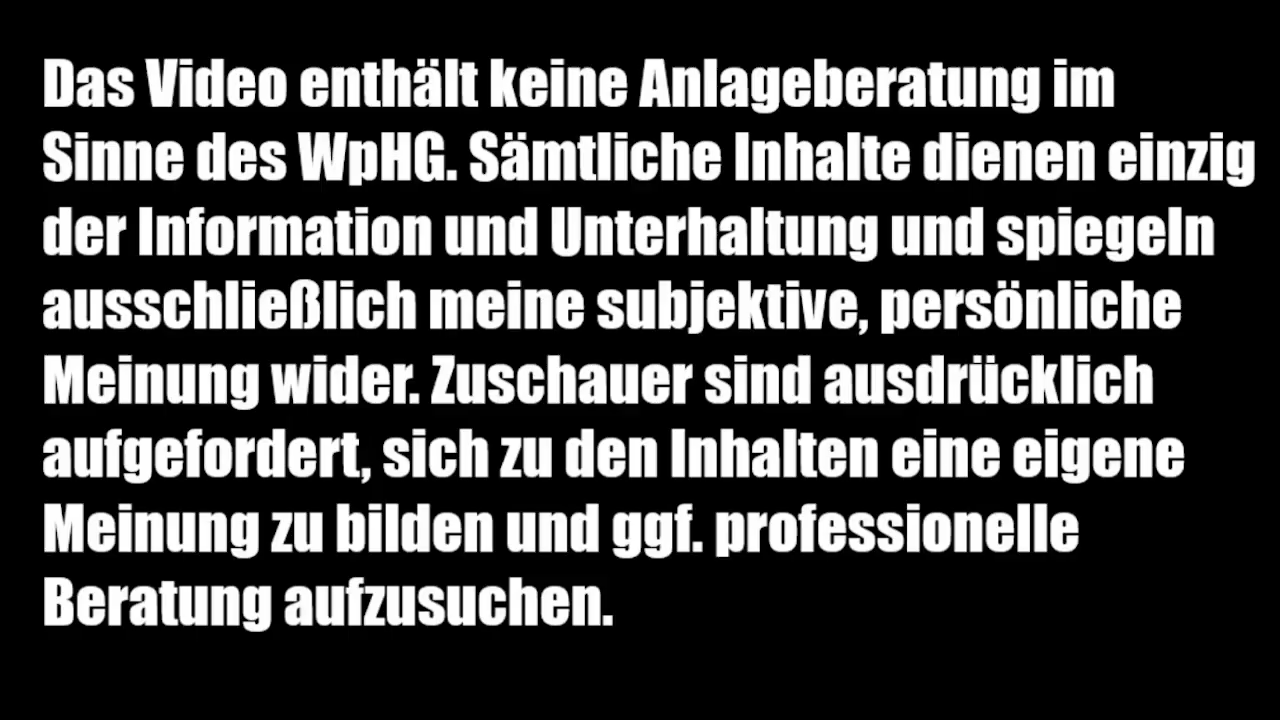 Das Video enthält keine Anlageberatung im
Sinne des WpHG. Sämtliche Inhalte dienen einzig
der Information und Unterhaltung und spiegeln
ausschließlich meine subjektive, persönliche
Meinung wider. Zuschauer sind ausdrücklich
aufgefordert, sich zu den Inhalten eine eigene
Meinung zu bilden und ggf. professionelle
Beratung aufzusuchen.